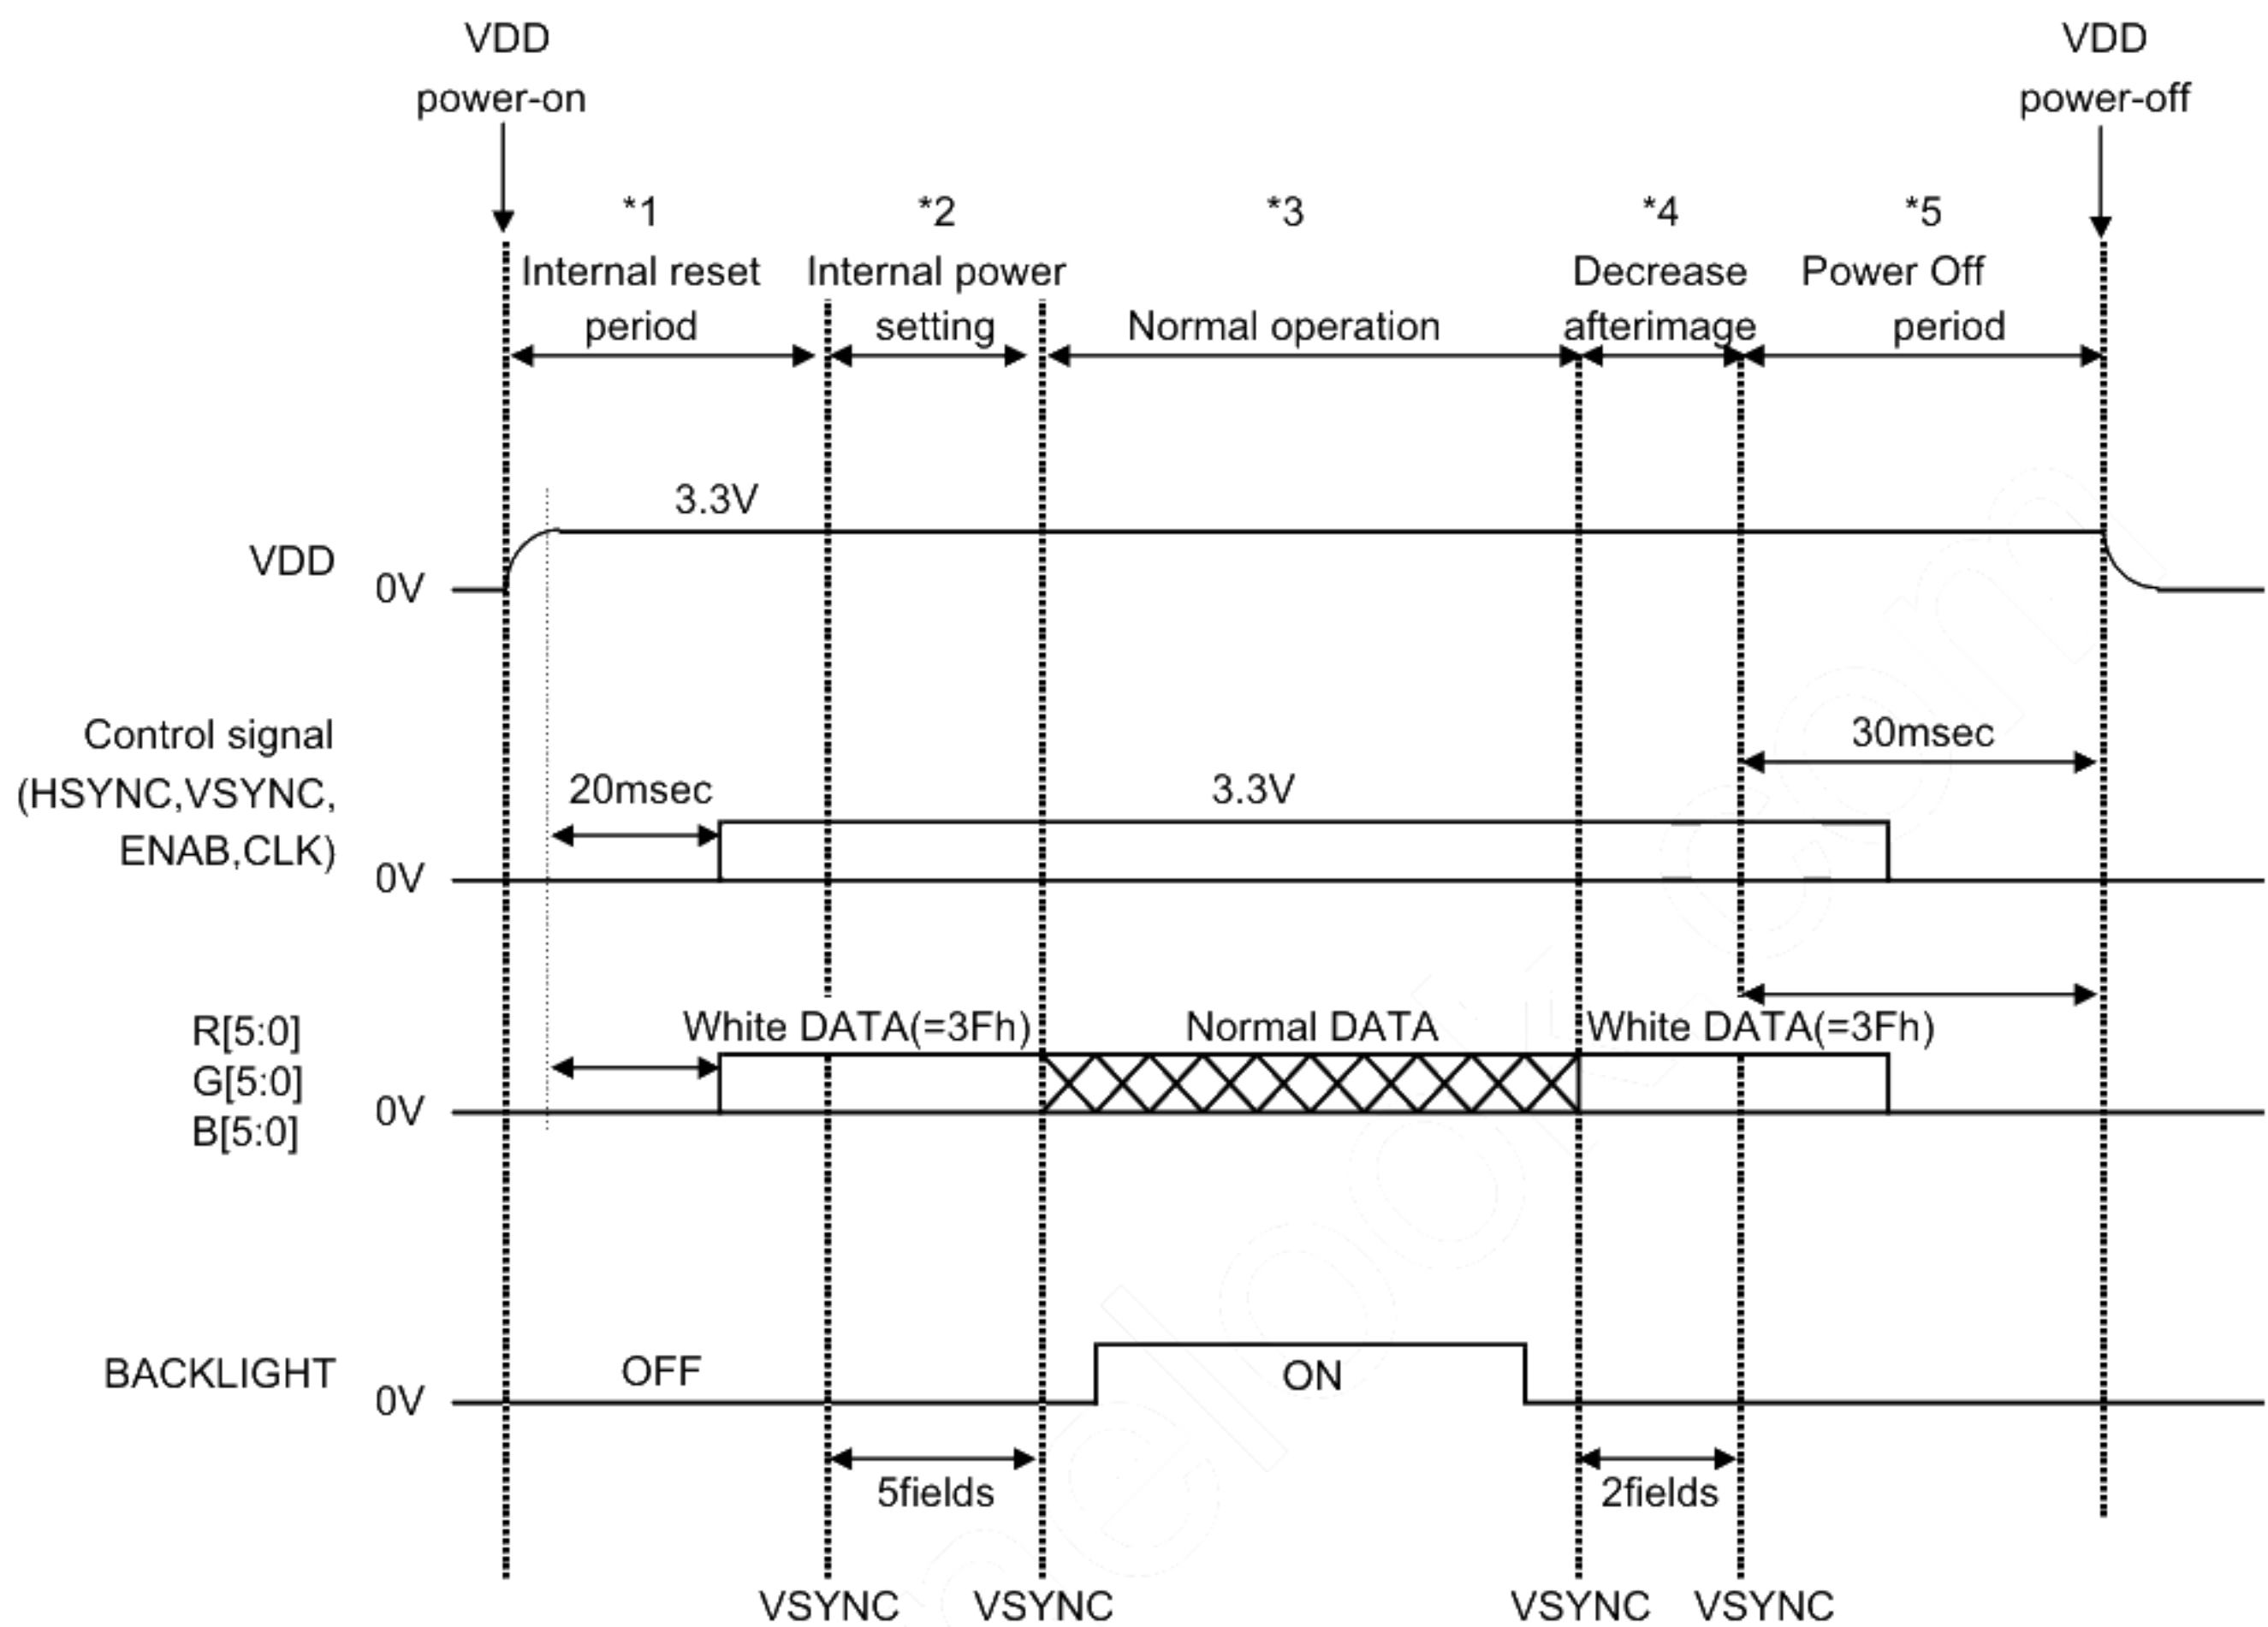 VDD
power-on
VDD
power-off
*1
*2
*3
*4
*5
Internal reset
period
Internal power
setting
Normal operation
Decrease
afterimage
Power Off
period
3.3V
VDD
0V
Control signal
(HSYNC,VSYNC,
ENAB,CLK)
20msec
3.3V
30msec
0V
R[5:0]
G[5:0]
B[5:0]
White DATA(=3Fh)
Normal DATA
White DATA(=3Fh)
0V
BACKLIGHT
0V
OFF
ON
5fields
2fields
VSYNC
VSYNC
VSYNC
VSYNC